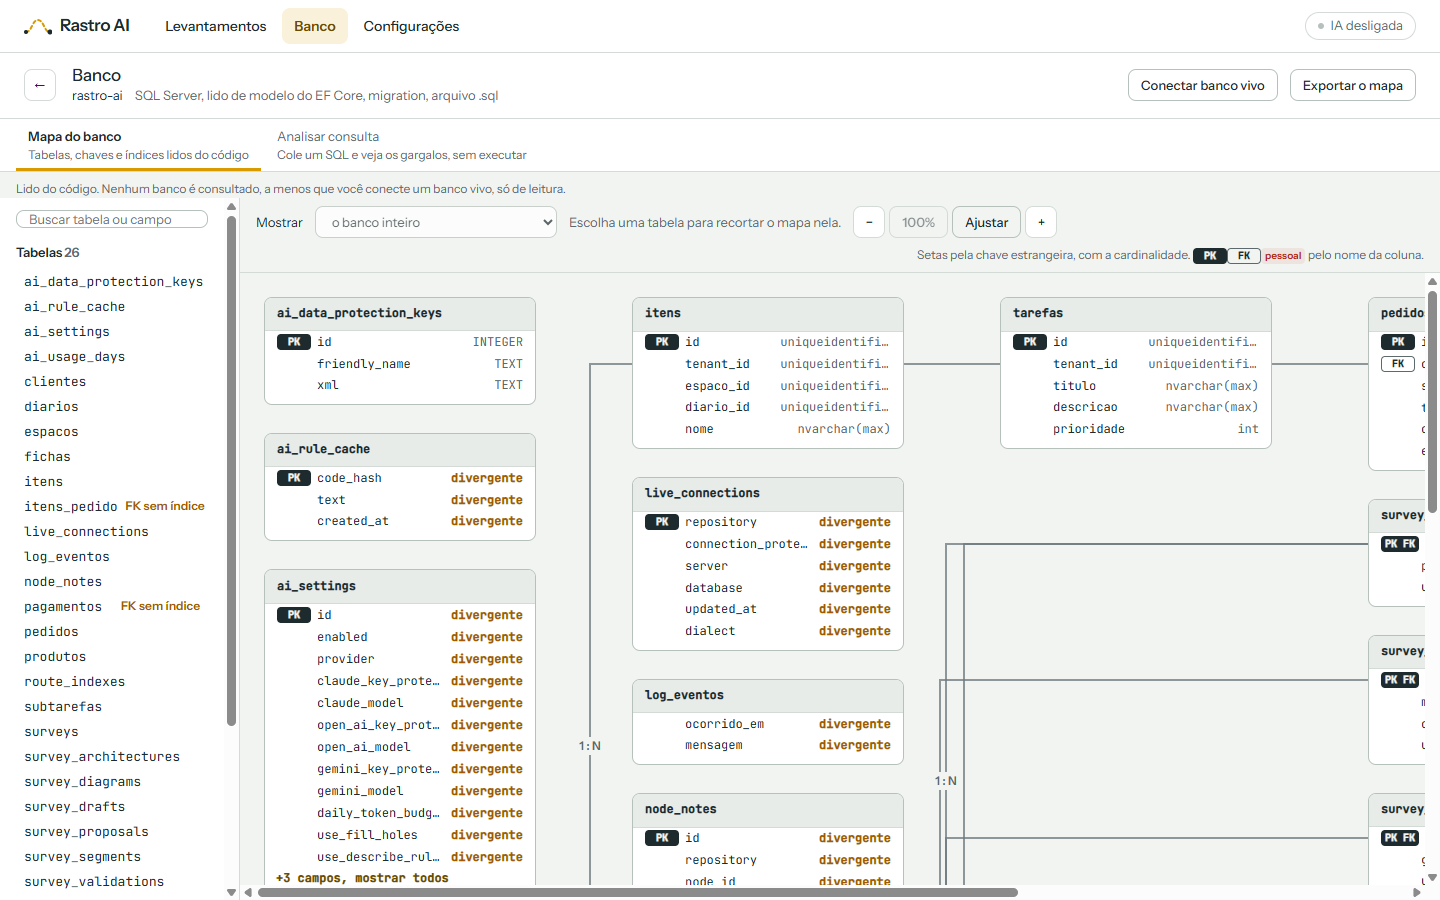 Rastro AI Levantamentos Banco Configurações IA desligada
← Banco
rastro-ai SQL Server, lido de modelo do EF Core, migration, arquivo .sql
Conectar banco vivo Exportar o mapa
Mapa do banco
Tabelas, chaves e índices lidos do código
Analisar consulta
Cole um SQL e veja os gargalos, sem executar
Lido do código. Nenhum banco é consultado, a menos que você conecte um banco vivo, só de leitura.
Buscar tabela ou campo
Tabelas 26
ai_data_protection_keys
ai_rule_cache
ai_settings
ai_usage_days
clientes
diarios
espacos
fichas
itens
itens_pedido FK sem índice
live_connections
log_eventos
node_notes
pagamentos FK sem índice
pedidos
produtos
route_indexes
subtarefas
surveys
survey_architectures
survey_diagrams
survey_drafts
survey_proposals
survey_segments
survey_validations
Mostrar o banco inteiro Escolha uma tabela para recortar o mapa nela. − 100% Ajustar +
Setas pela chave estrangeira, com a cardinalidade. PK FK pessoal pelo nome da coluna.
ai_data_protection_keys
PK id INTEGER
friendly_name TEXT
xml TEXT
ai_rule_cache
PK code_hash divergente
text divergente
created_at divergente
ai_settings
PK id divergente
enabled divergente
provider divergente
claude_key_prote… divergente
claude_model divergente
open_ai_key_prot… divergente
open_ai_model divergente
gemini_key_prote… divergente
gemini_model divergente
daily_token_budg… divergente
use_fill_holes divergente
use_describe_rul… divergente
+3 campos, mostrar todos
1:N
itens
PK id uniqueidentifi…
tenant_id uniqueidentifi…
espaco_id uniqueidentifi…
diario_id uniqueidentifi…
nome nvarchar(max)
live_connections
PK repository divergente
connection_prote… divergente
server divergente
database divergente
updated_at divergente
dialect divergente
log_eventos
ocorrido_em divergente
mensagem divergente
node_notes
PK id divergente
repository divergente
node_id divergente
1:N
tarefas
PK id uniqueidentifi…
tenant_id uniqueidentifi…
titulo nvarchar(max)
descricao nvarchar(max)
prioridade int
pedido
PK
FK
survey_
PK FK
survey_
PK FK
survey_
PK FK